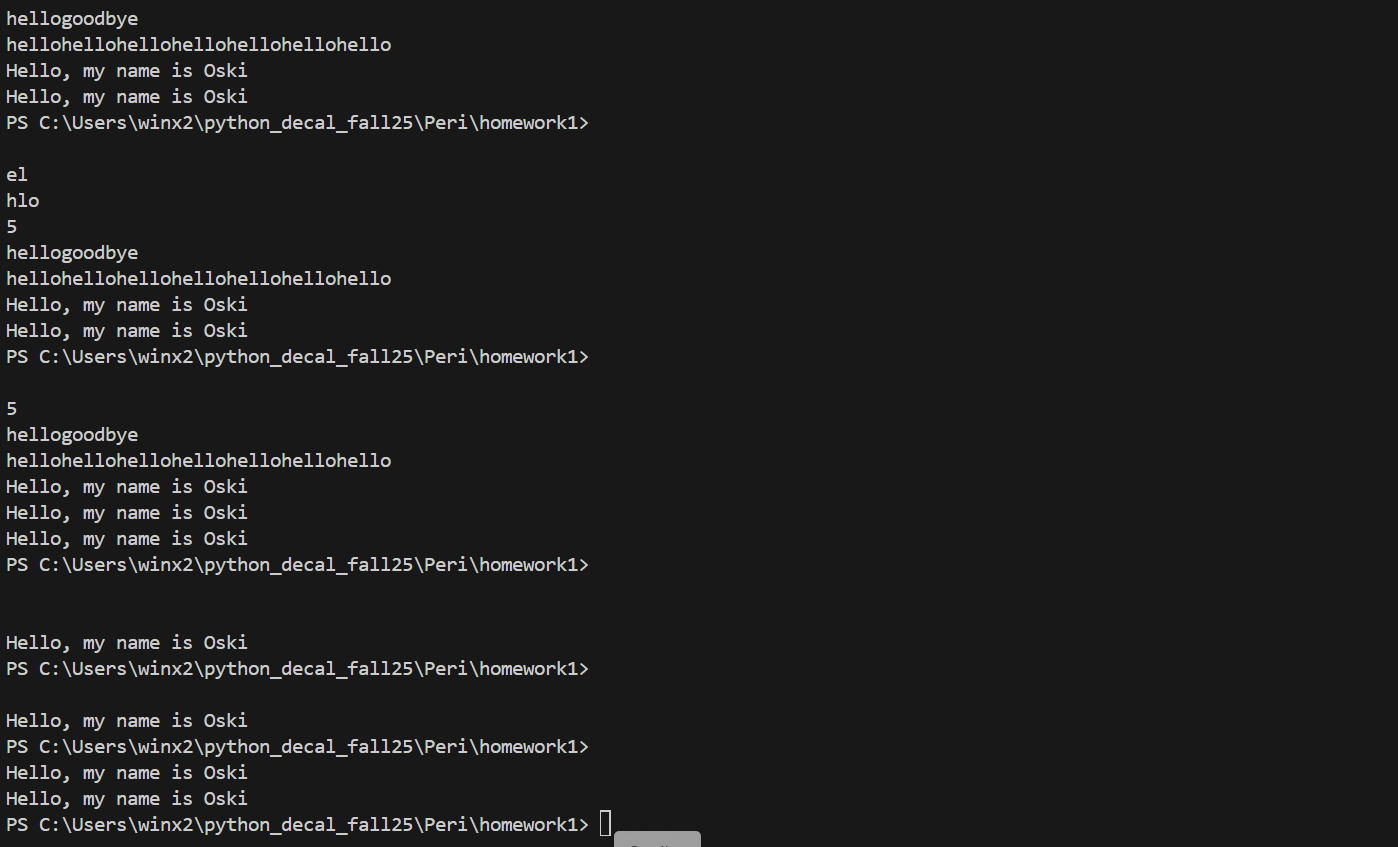 hellogoodbye
hellohellohellohellohellohellohello
Hello, my name is Oski
Hello, my name is Oski
PS C:\Users\winx2\python_decal_fall25\Peri\homework1>
el
hlo
5
hellogoodbye
hellohellohellohellohellohellohello
Hello, my name is Oski
Hello, my name is Oski
PS C:\Users\winx2\python_decal_fall25\Peri\homework1>
5
hellogoodbye
hellohellohellohellohellohellohello
Hello, my name is Oski
Hello, my name is Oski
Hello, my name is Oski
PS C:\Users\winx2\python_decal_fall25\Peri\homework1>
Hello, my name is Oski
PS C:\Users\winx2\python_decal_fall25\Peri\homework1>
Hello, my name is Oski
PS C:\Users\winx2\python_decal_fall25\Peri\homework1>
Hello, my name is Oski
Hello, my name is Oski
PS C:\Users\winx2\python_decal_fall25\Peri\homework1>